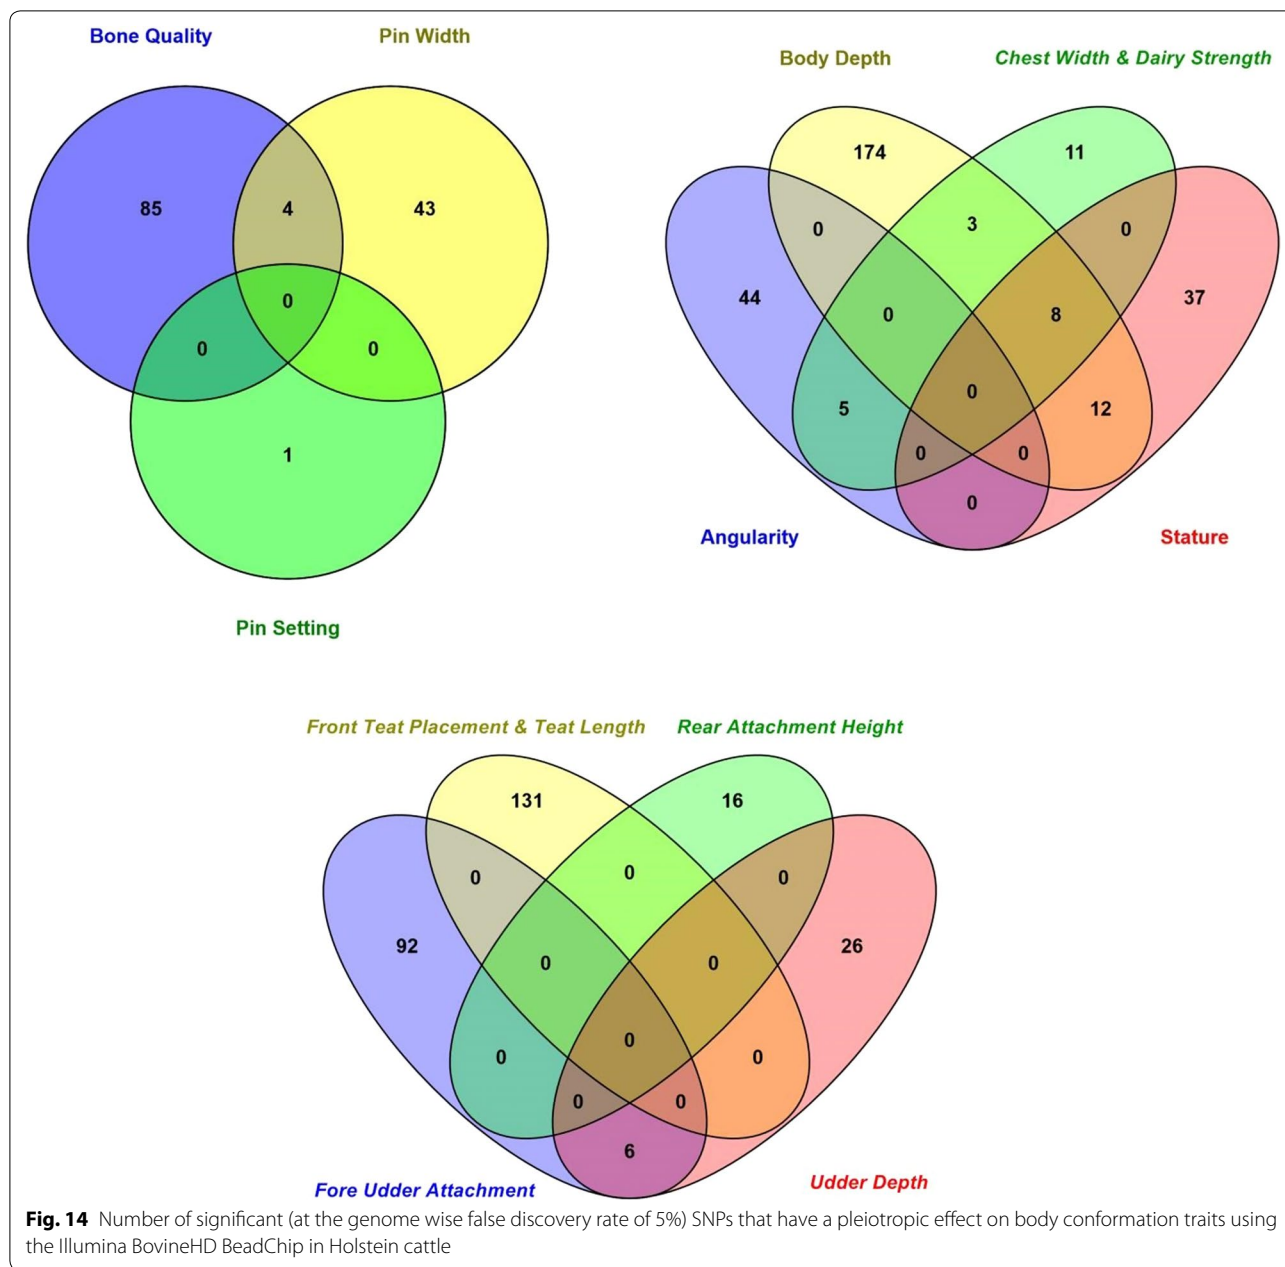 Bone Quality
Pin Width
85
4
43
0
0
0
1
Pin Setting
Body Depth
Chest Width & Dairy Strength
174
11
0
3
0
44
0
8
37
0
5
12
0
0
0
Angularity
Stature
Front Teat Placement & Teat Length
Rear Attachment Height
131
16
0
0
0
92
0
0
26
0
0
0
0
0
6
Fore Udder Attachment
Udder Depth
Fig. 14 Number of significant (at the genome wise false discovery rate of 5%) SNPs that have a pleiotropic effect on body conformation traits using
the Illumina BovineHD BeadChip in Holstein cattle